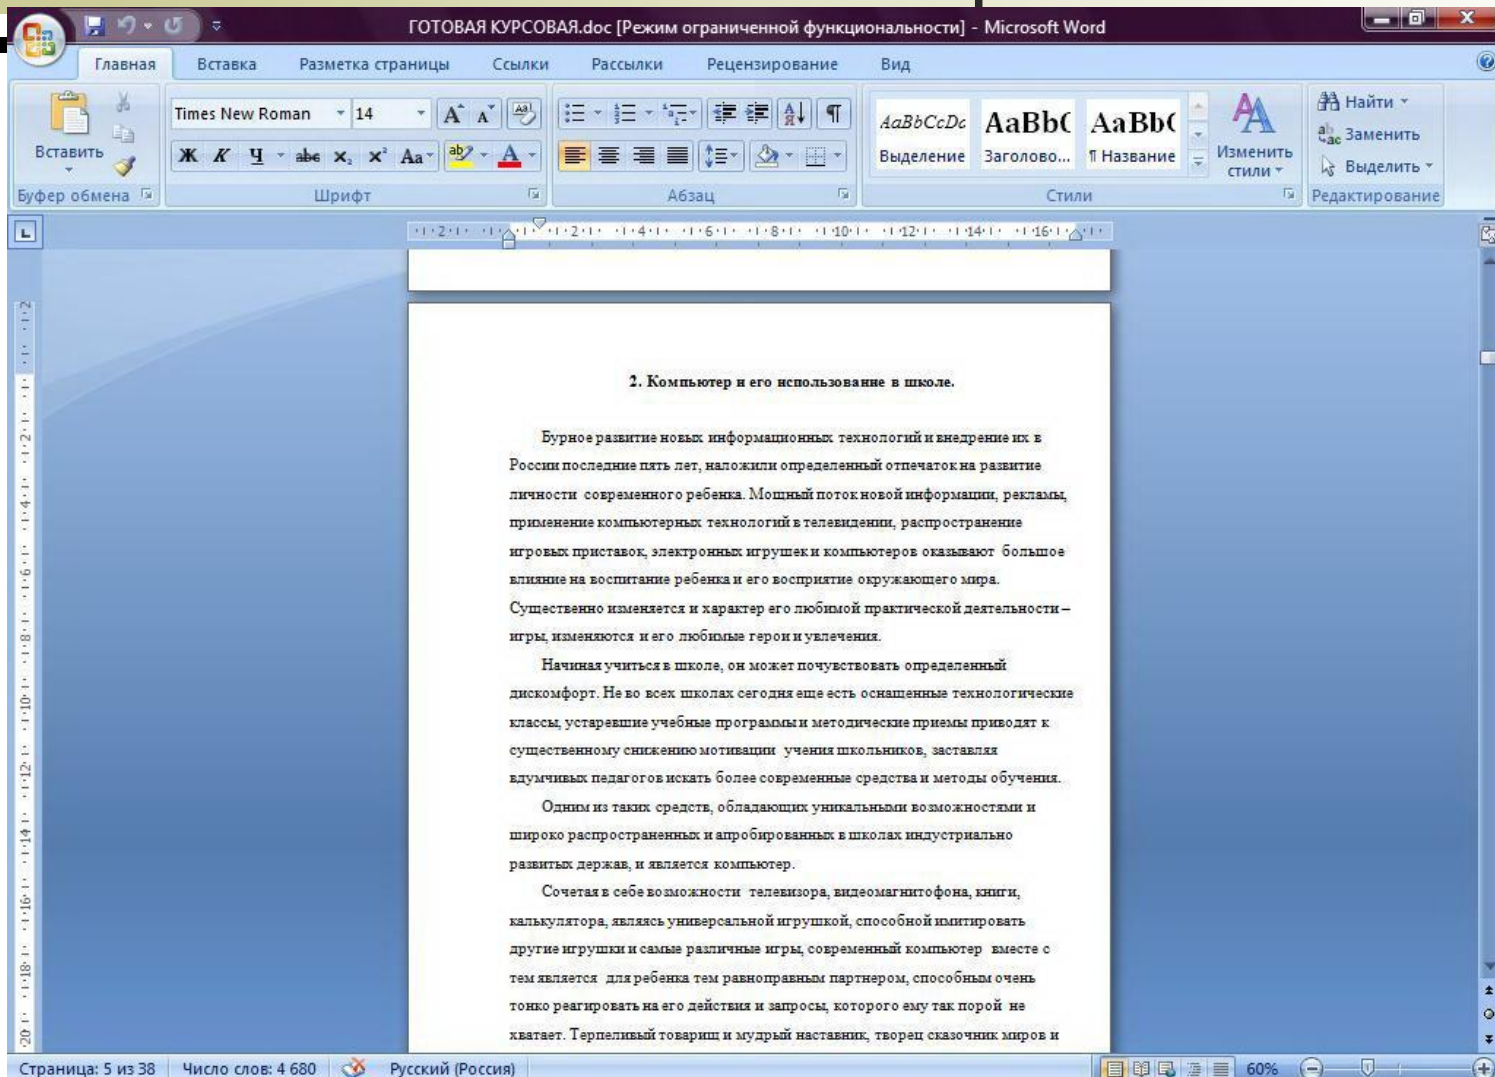 ГОТОВАЯ КУРСОВАЯ.doc [Режим ограниченной функциональности] - Microsoft Word
Главная Вставка Разметка страницы Ссылки Рассылки Рецензирование Вид
Вставить
Буфер обмена
Times New Roman 14
Ж К Ч abc x₂ x² Aa
Шрифт
Абзац
AaBbCcDc AaBbC AaBbC
Выделение Заголово... ¶ Название
Изменить
стили
Стили
Найти
Заменить
Выделить
Редактирование
2. Компьютер и его использование в школе.
Бурное развитие новых информационных технологий и внедрение их в
России последние пять лет, наложили определенный отпечаток на развитие
личности современного ребенка. Мощный поток новой информации, рекламы,
применение компьютерных технологий в телевидении, распространение
игровых приставок, электронных игрушек и компьютеров оказывают большое
влияние на воспитание ребенка и его восприятие окружающего мира.
Существенно изменяется и характер его любимой практической деятельности –
игры, изменяются и его любимые герои и увлечения.
Начиная учиться в школе, он может почувствовать определенный
дискомфорт. Не во всех школах сегодня еще есть оснащенные технологические
классы, устаревшие учебные программы и методические приемы приводят к
существенному снижению мотивации учения школьников, заставляя
вдумчивых педагогов искать более современные средства и методы обучения.
Одним из таких средств, обладающих уникальными возможностями и
широко распространенных и апробированных в школах индустриально
развитых держав, и является компьютер.
Сочетая в себе возможности телевизора, видеомагнитофона, книги,
калькулятора, являясь универсальной игрушкой, способной имитировать
другие игрушки и самые различные игры, современный компьютер вместе с
тем является для ребенка тем равноправным партнером, способным очень
тонко реагировать на его действия и запросы, которого ему так порой не
хватает. Терпеливый товарищ и мудрый наставник, творец сказочник миров и
Страница: 5 из 38 Число слов: 4 680 Русский (Россия) 60%